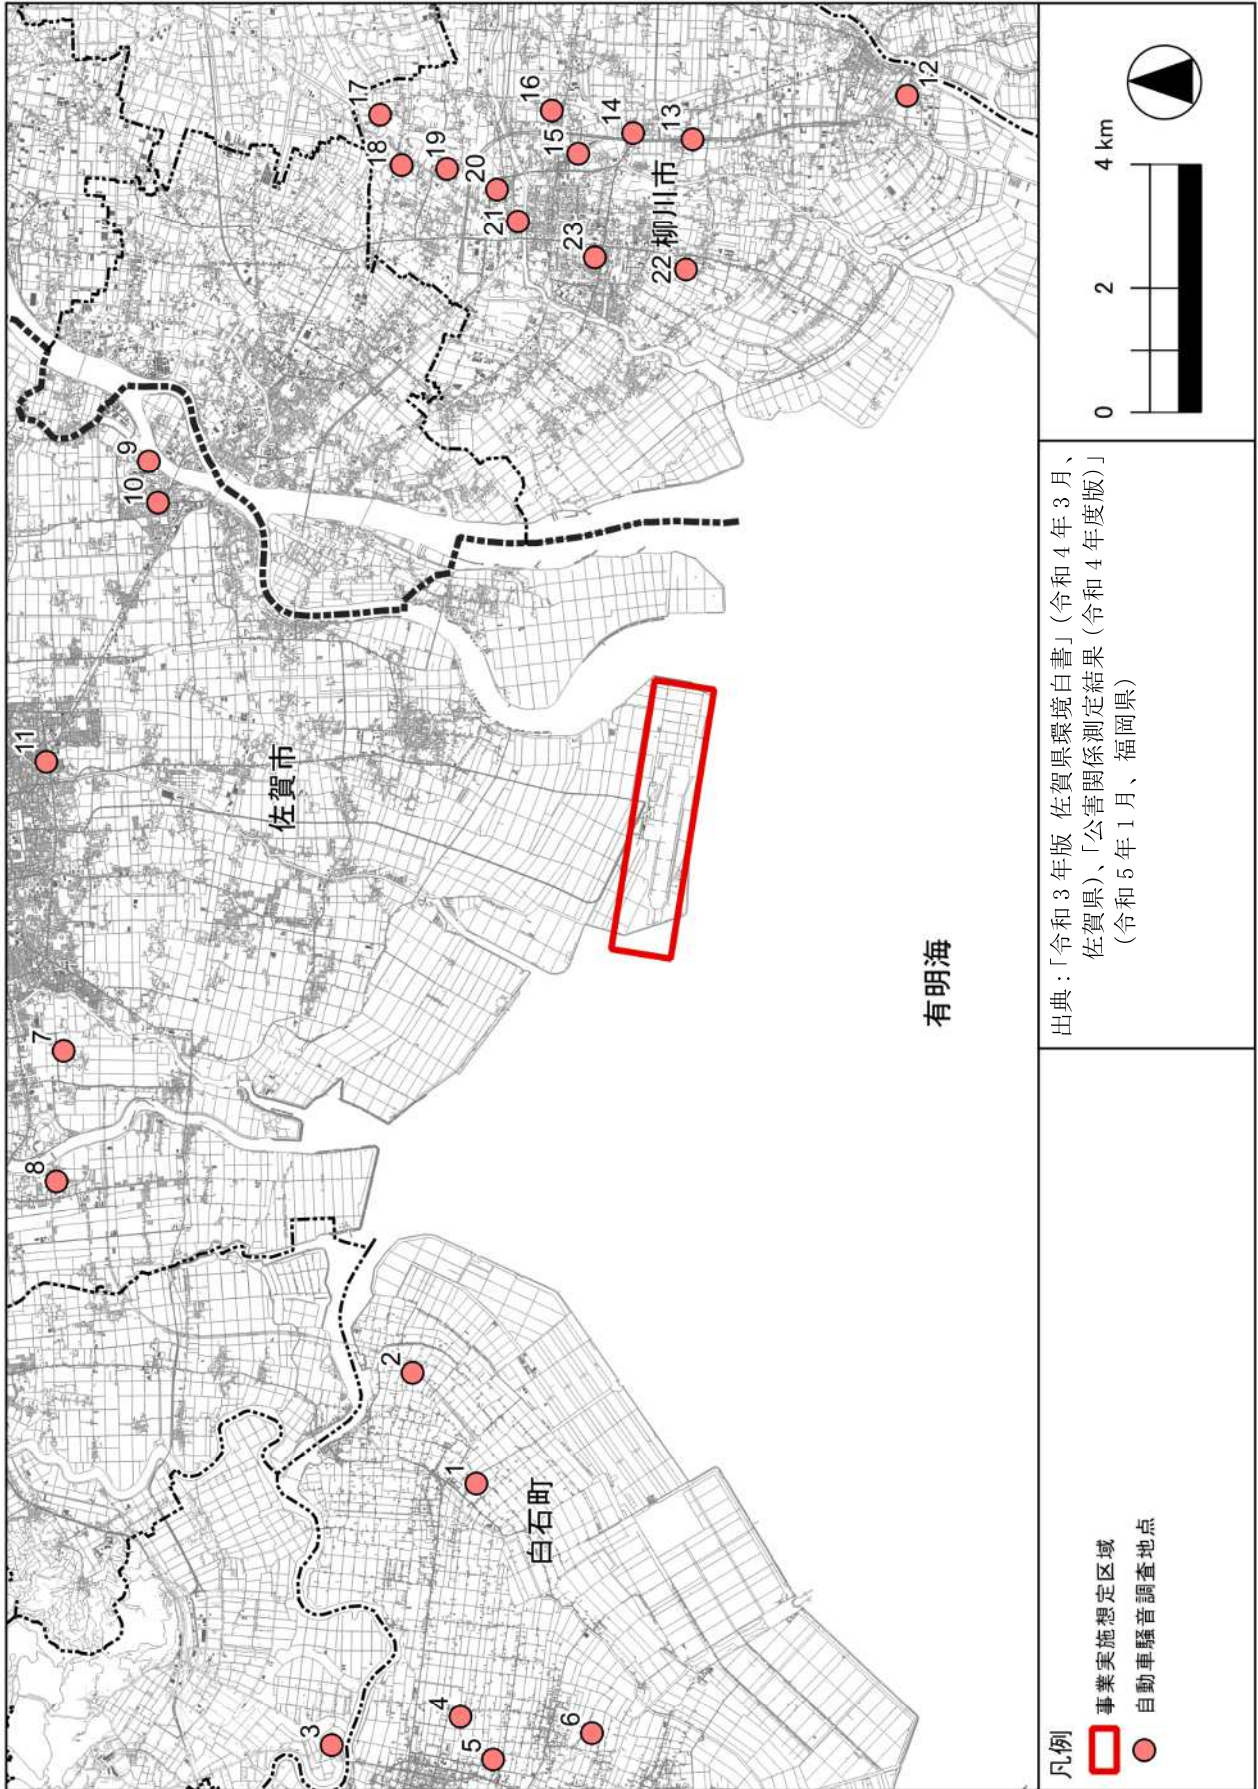 11
7
8
10
9
17
18
19
20
21
16
15
14
13
23
22
12
3
4
5
6
1
2
佐賀市
柳川市
白石町
有明海
凡例
事業実施想定区域
自動車騒音調査地点
出典:「令和3年版 佐賀県環境白書」(令和4年3月、
佐賀県)、「公害関係測定結果(令和4年度版)」
(令和5年1月、福岡県)
0 2 4 km